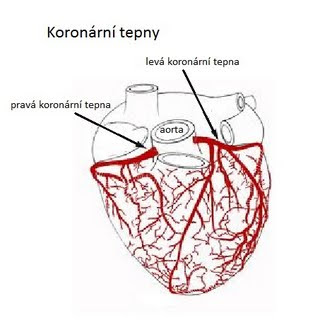 Koronární tepny
levá koronární tepna
pravá koronární tepna
aorta